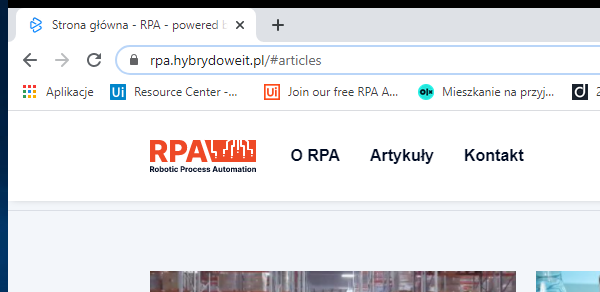 Strona główna - RPA - powered b
rpa.hybrydoweit.pl/#articles
Aplikacje
Ui Resource Center -...
Ui Join our free RPA A...
OLX Mieszkanie na przyj...
d 2
RPA
Robotic Process Automation
O RPA Artykuły Kontakt